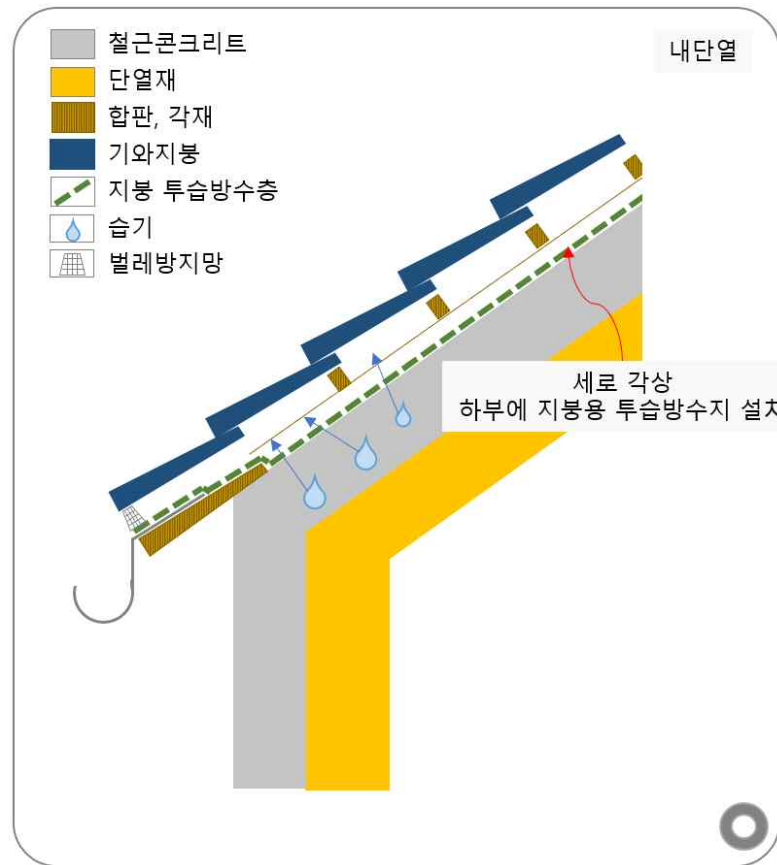 철근콘크리트
단열재
합판, 각재
기와지붕
지붕 투습방수층
습기
벌레방지망
내단열
세로 각상
하부에 지붕용 투습방수지 설치